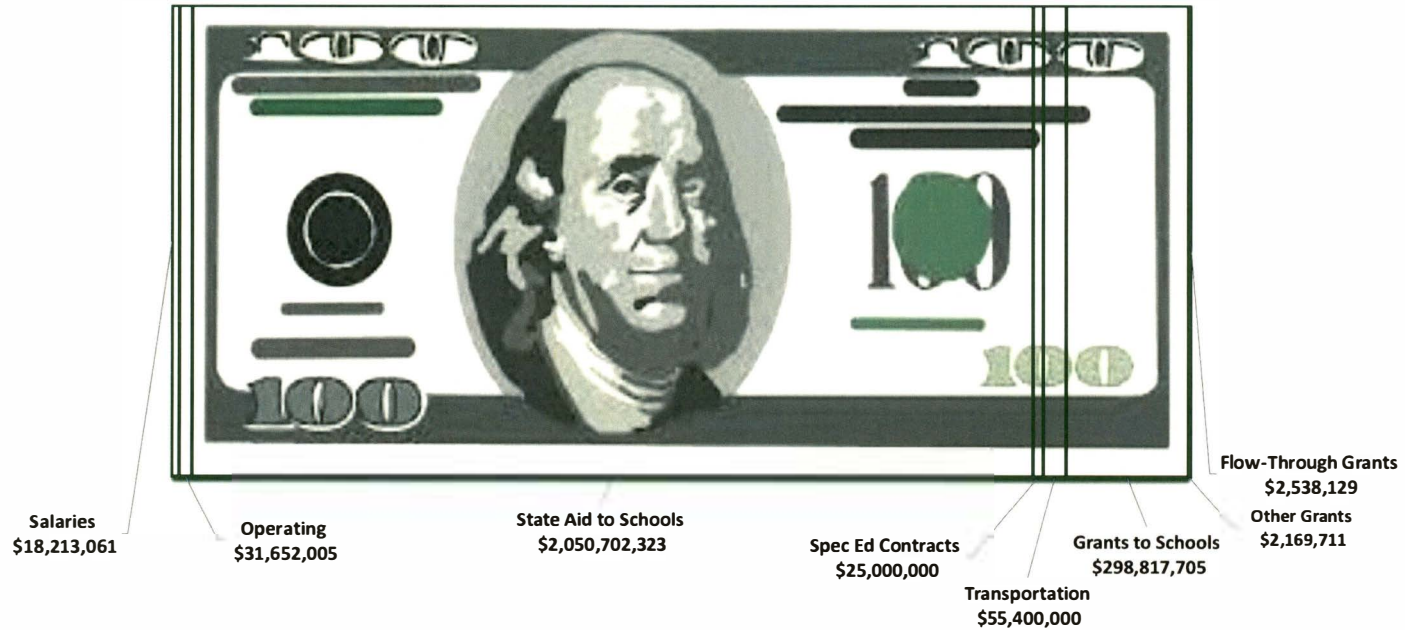 100
100
100
100
100
Salaries
$18,213,061
Operating
$31,652,005
State Aid to Schools
$2,050,702,323
Spec Ed Contracts
$25,000,000
Transportation
$55,400,000
Grants to Schools
$298,817,705
Other Grants
$2,169,711
Flow-Through Grants
$2,538,129